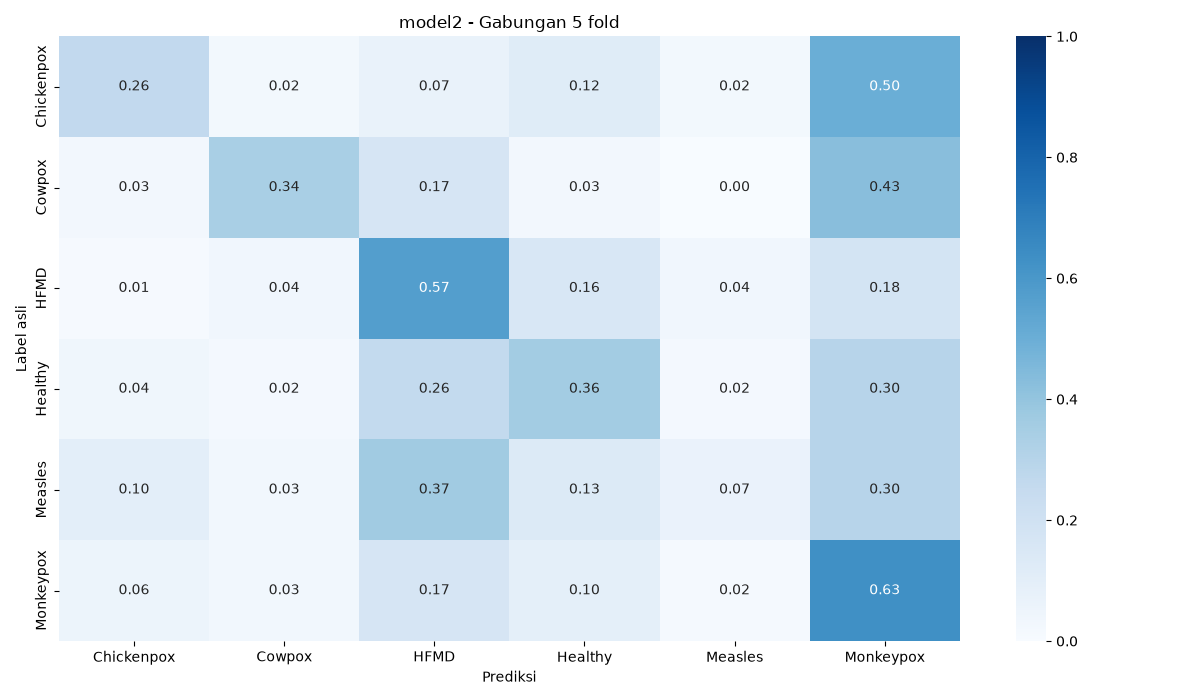 model2 - Gabungan 5 fold
Label asli
Chickenpox 0.26 0.02 0.07 0.12 0.02 0.50
Cowpox 0.03 0.34 0.17 0.03 0.00 0.43
HFMD 0.01 0.04 0.57 0.16 0.04 0.18
Healthy 0.04 0.02 0.26 0.36 0.02 0.30
Measles 0.10 0.03 0.37 0.13 0.07 0.30
Monkeypox 0.06 0.03 0.17 0.10 0.02 0.63
Chickenpox Cowpox HFMD Healthy Measles Monkeypox
Prediksi
1.0
0.8
0.6
0.4
0.2
0.0